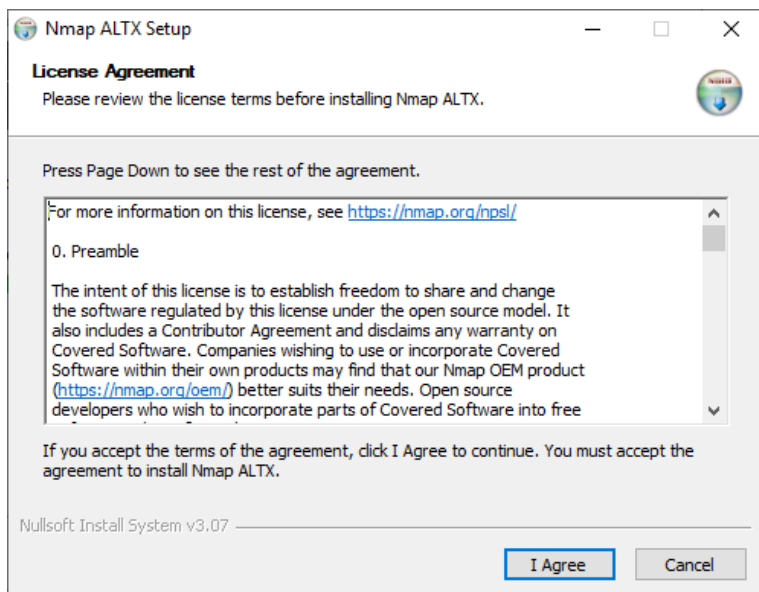 Nmap ALTX Setup
License Agreement
Please review the license terms before installing Nmap ALTX.
Press Page Down to see the rest of the agreement.
For more information on this license, see https://nmap.org/npsl/
0. Preamble
The intent of this license is to establish freedom to share and change
the software regulated by this license under the open source model. It
also includes a Contributor Agreement and disclaims any warranty on
Covered Software. Companies wishing to use or incorporate Covered
Software within their own products may find that our Nmap OEM product
(https://nmap.org/oem/) better suits their needs. Open source
developers who wish to incorporate parts of Covered Software into free
If you accept the terms of the agreement, click I Agree to continue. You must accept the
agreement to install Nmap ALTX.
Nullsoft Install System v3.07
I Agree
Cancel